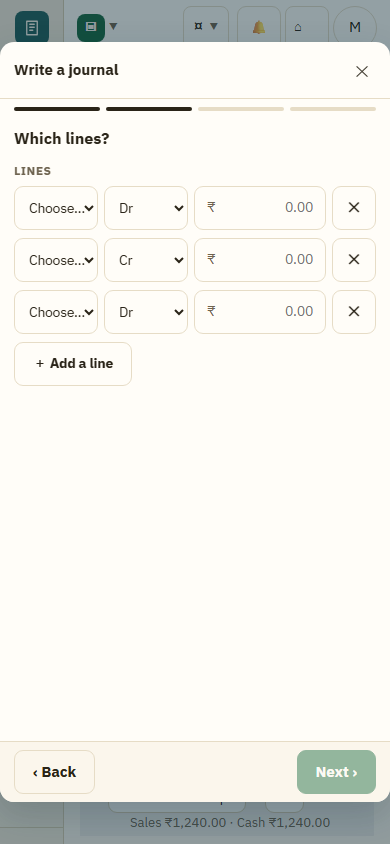 ¤ ▼
M
Write a journal
Which lines?
LINES
Choose... Dr ₹ 0.00
Choose... Cr ₹ 0.00
Choose... Dr ₹ 0.00
+ Add a line
‹ Back
Next ›
Sales ₹1,240.00 · Cash ₹1,240.00